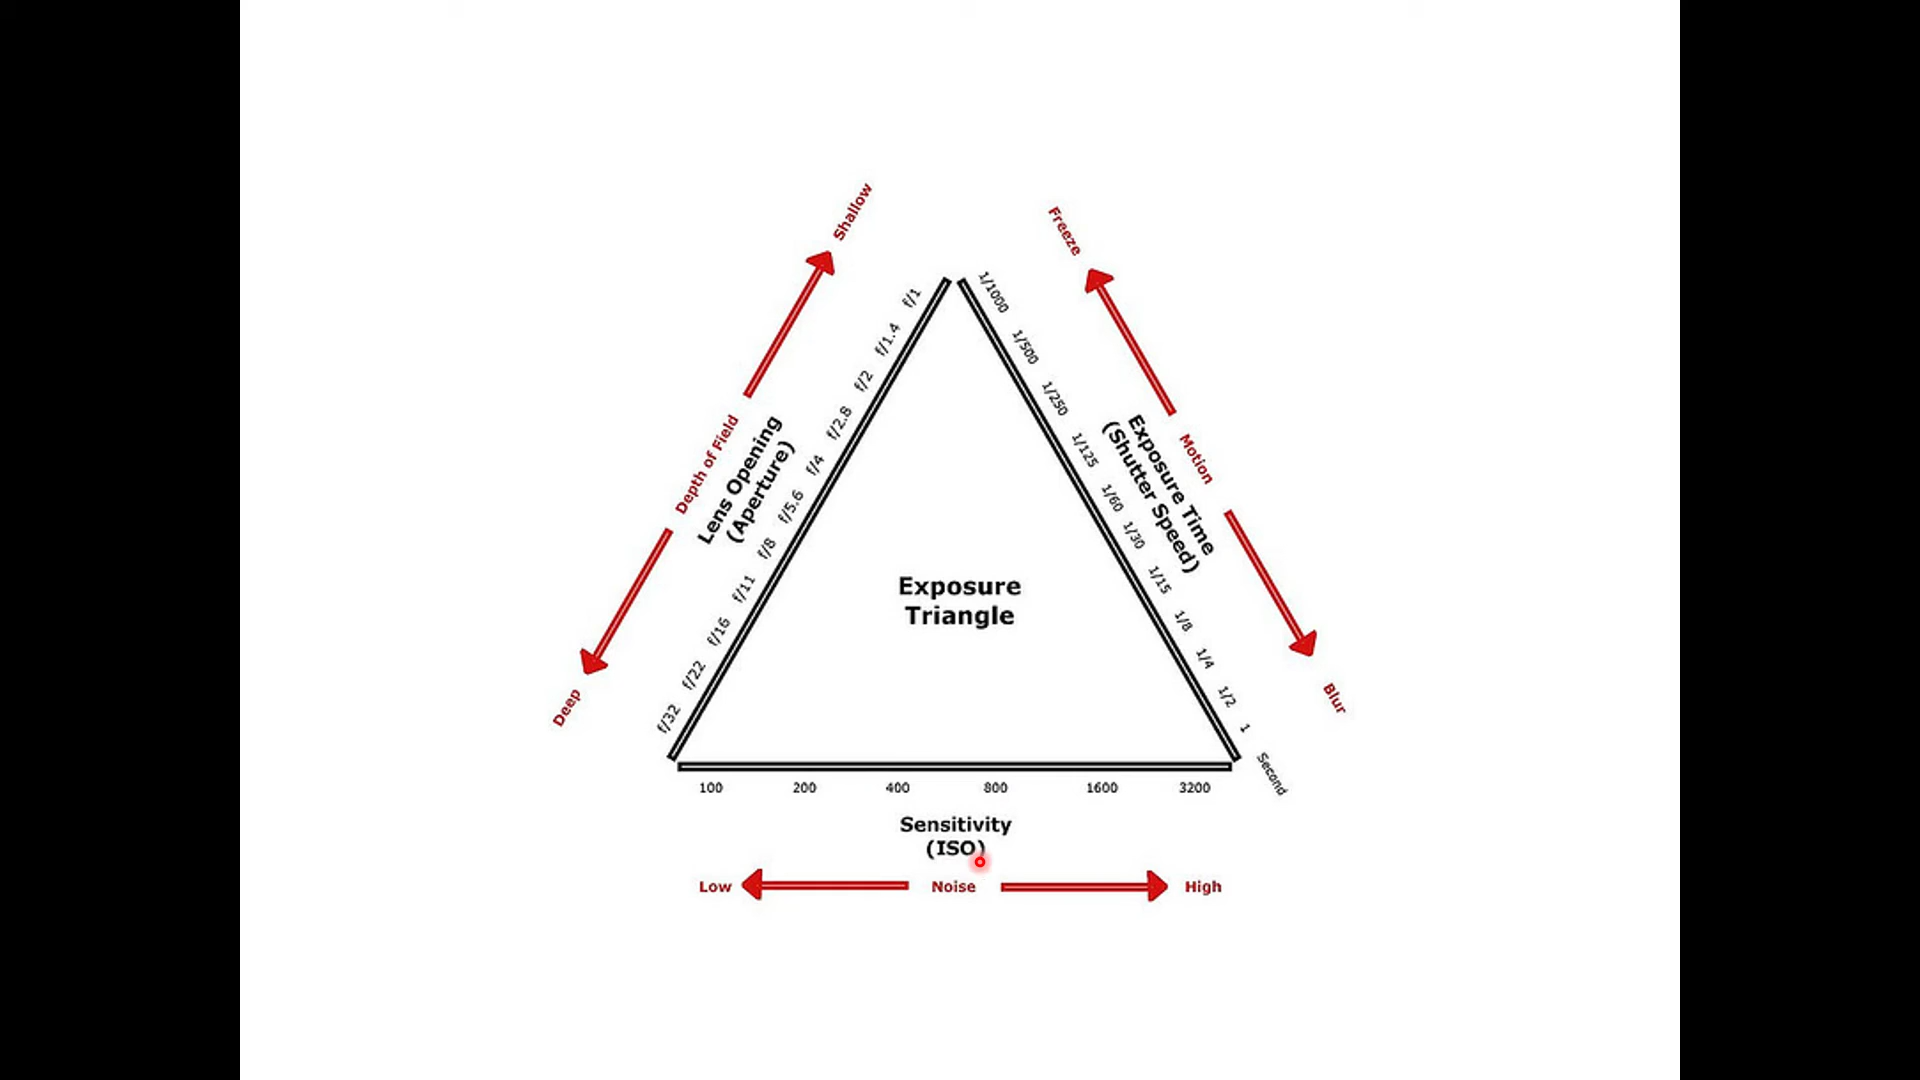 Shallow
Depth of Field
Deep
Lens Opening
(Aperture)
f/1
f/1.4
f/2
f/2.8
f/4
f/5.6
f/8
f/11
f/16
f/22
f/32
Freeze
Motion
Blur
Exposure Time
(Shutter Speed)
1/1000
1/500
1/250
1/125
1/60
1/30
1/15
1/8
1/4
1/2
1
Second
Exposure
Triangle
100 200 400 800 1600 3200
Sensitivity
(ISO)
Low Noise High